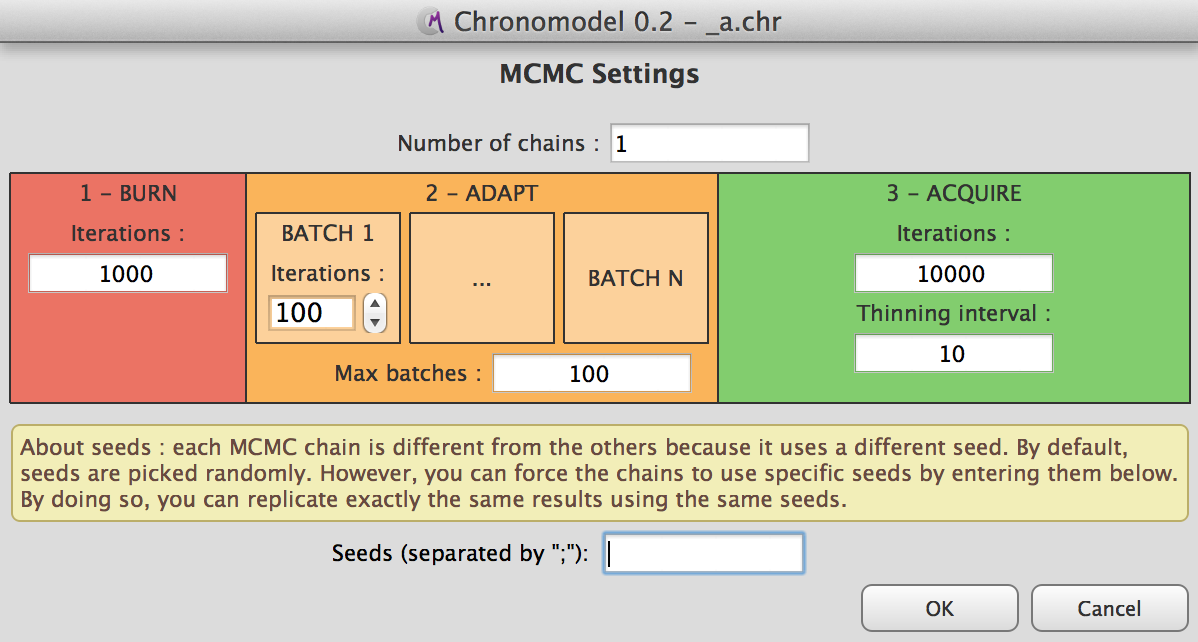 Chronomodel 0.2 – _a.chr
MCMC Settings
Number of chains : 1
1 – BURN
Iterations :
1000
2 – ADAPT
BATCH 1
Iterations :
100
...
BATCH N
Max batches : 100
3 – ACQUIRE
Iterations :
10000
Thinning interval :
10
About seeds : each MCMC chain is different from the others because it uses a different seed. By default,
seeds are picked randomly. However, you can force the chains to use specific seeds by entering them below.
By doing so, you can replicate exactly the same results using the same seeds.
Seeds (separated by ";"):
OK
Cancel